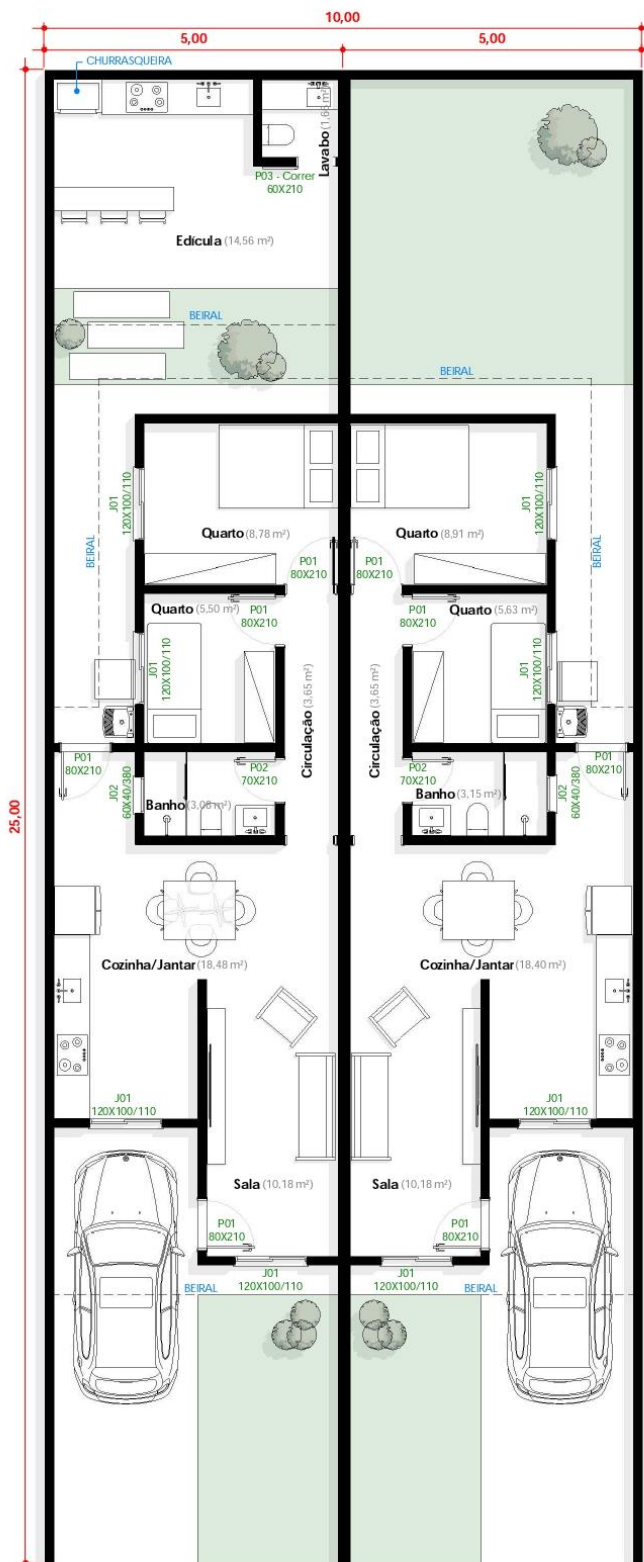 10,00
5,00 5,00
CHURRASQUEIRA
Lavabo (1,68 m²)
P03 - Correr
60X210
Edícula (14,56 m²)
BEIRAL
BEIRAL
J01
120X100/110
Quarto (8,78 m²)
Quarto (8,91 m²)
J01
120X100/110
BEIRAL
P01
80X210
P01
80X210
BEIRAL
Quarto (5,50 m²)
P01
80X210
P01
80X210
Quarto (5,63 m²)
J01
120X100/110
Circulação (3,65 m²)
Circulação (3,65 m²)
J01
120X100/110
P01
80X210
J02
60X40/380
Banho (3,06 m²)
P02
70X210
P02
70X210
Banho (3,15 m²)
J02
60X40/380
P01
80X210
25,00
Cozinha/Jantar (18,48 m²)
Cozinha/Jantar (18,40 m²)
J01
120X100/110
J01
120X100/110
Sala (10,18 m²)
Sala (10,18 m²)
P01
80X210
P01
80X210
J01
120X100/110
J01
120X100/110
BEIRAL
BEIRAL